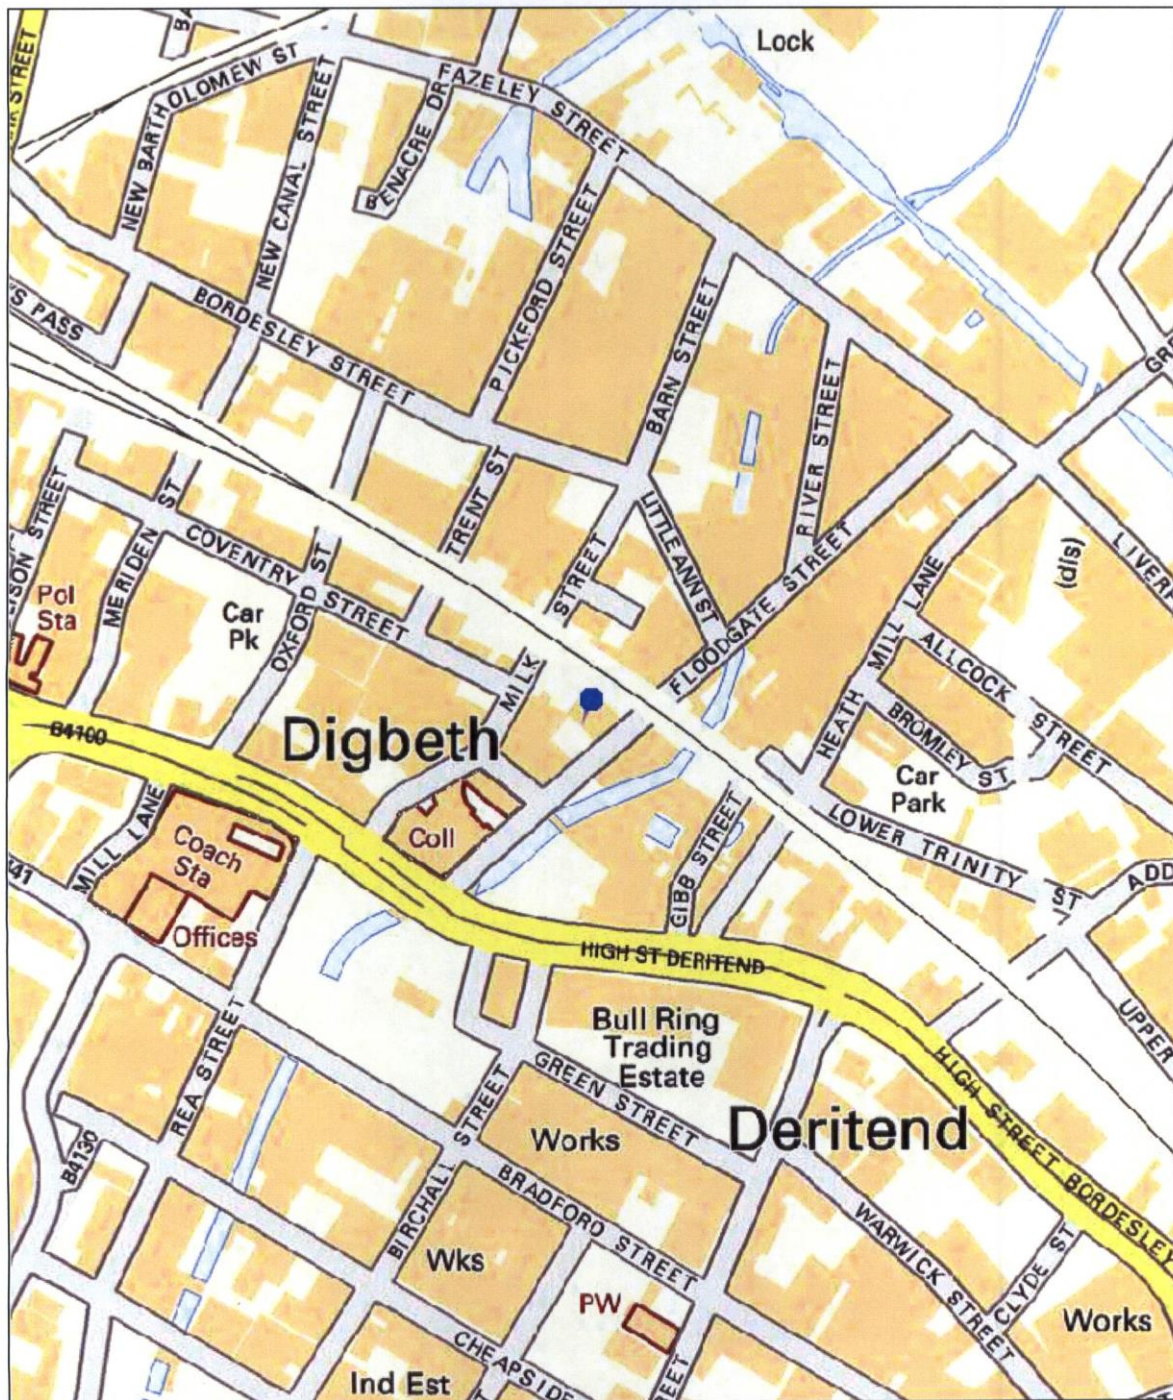 Lock
NEW BARTHOLOMEW ST
FAZELEY STREET
BENACRE DR
NEW CANAL STREET
PICKFORD STREET
BORDESLEY STREET
BARN STREET
RIVER STREET
TRENT ST
LITTLE ANN ST
MERIDEN ST
COVENTRY STREET
OXFORD ST
Car
Pk
Pol
Sta
MILK STREET
FLOODGATE STREET
HEATH MILL LANE
(dis)
ALLCOCK STREET
BROMLEY ST
Car
Park
B4100
Digbeth
MILL LANE
Coach
Sta
Offices
Coll
GIBB STREET
LOWER TRINITY ST
HIGH ST DERITEND
UPPER
Bull Ring
Trading
Estate
REA STREET
GREEN STREET
Deritend
HIGH STREET BORDESLEY
Works
B4130
BIRCHALL STREET
BRADFORD STREET
WARWICK STREET
CLYDE ST
Wks
PW
Works
CHEAPSIDE
Ind Est